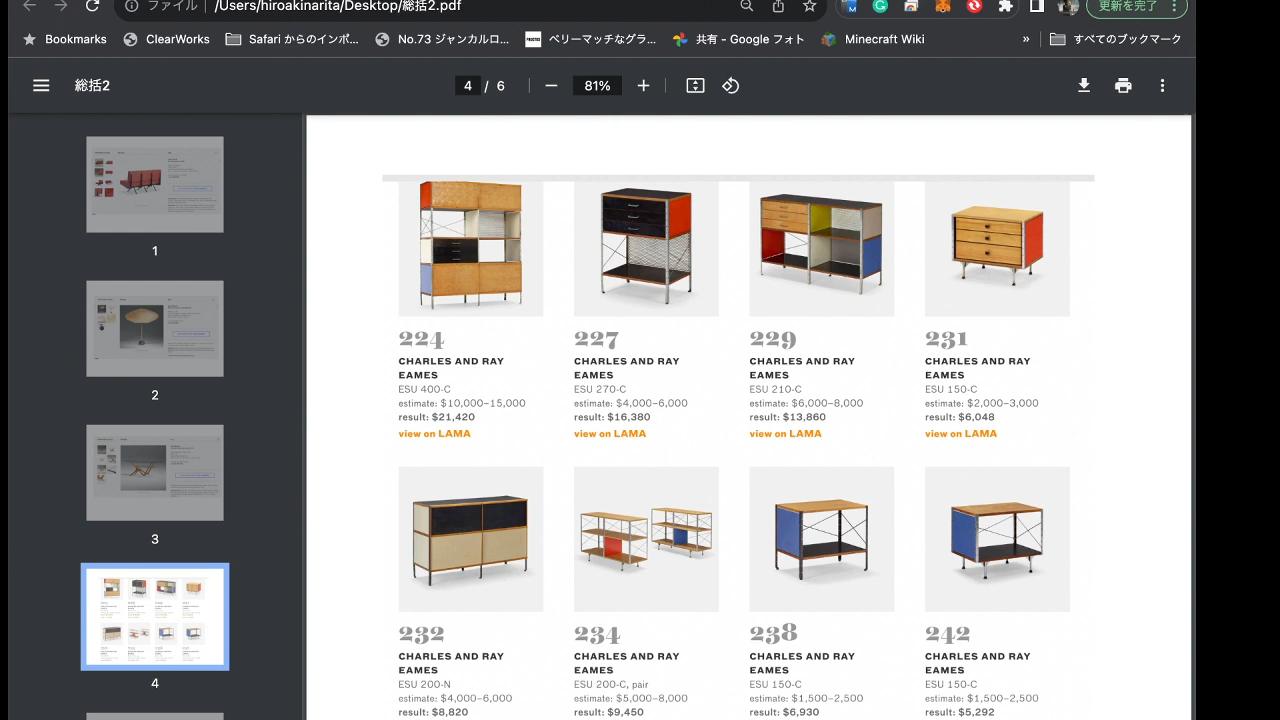 ファイル /Users/hiroakinarita/Desktop/総括2.pdf
更新を完了
Bookmarks ClearWorks Safari からのインポ... No.73 ジャンカルロ... ベリーマッチなグラ... 共有 - Google フォト Minecraft Wiki » すべてのブックマーク
総括2 4 / 6 — 81% +
1
2
3
4
224
CHARLES AND RAY
EAMES
ESU 400-C
estimate: $10,000–15,000
result: $21,420
view on LAMA
227
CHARLES AND RAY
EAMES
ESU 270-C
estimate: $4,000–6,000
result: $16,380
view on LAMA
229
CHARLES AND RAY
EAMES
ESU 210-C
estimate: $6,000–8,000
result: $13,860
view on LAMA
231
CHARLES AND RAY
EAMES
ESU 150-C
estimate: $2,000–3,000
result: $6,048
view on LAMA
232
CHARLES AND RAY
EAMES
ESU 200-N
estimate: $4,000–6,000
result: $8,820
234
CHARLES AND RAY
EAMES
ESU 200-C, pair
estimate: $5,000–8,000
result: $9,450
238
CHARLES AND RAY
EAMES
ESU 150-C
estimate: $1,500–2,500
result: $6,930
242
CHARLES AND RAY
EAMES
ESU 150-C
estimate: $1,500–2,500
result: $5,292